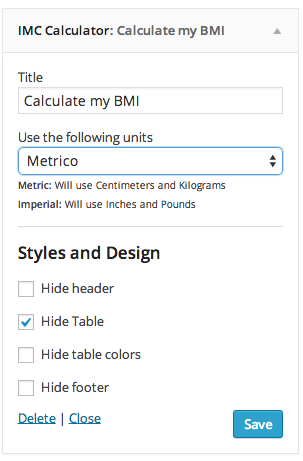 IMC Calculator: Calculate my BMI
Title
Calculate my BMI
Use the following units
Metrico
Metric: Will use Centimeters and Kilograms
Imperial: Will use Inches and Pounds
Styles and Design
Hide header
Hide Table
Hide table colors
Hide footer
Delete | Close
Save